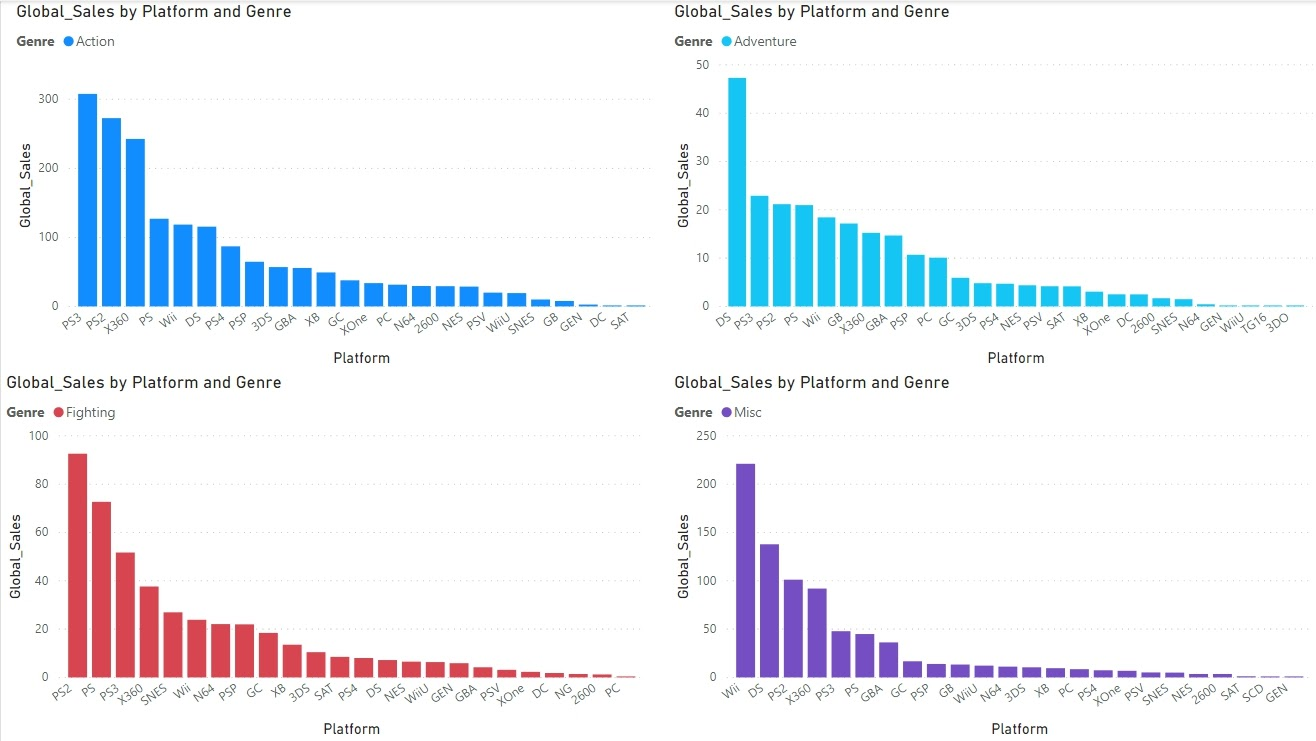 Global_Sales by Platform and Genre
Genre Action
Global_Sales
300
200
100
0
PS3 PS2 X360 PS Wii DS PS4 PSP 3DS GBA XB GC XOne PC N64 2600 NES PSV WiiU SNES GB GEN DC SAT
Platform
Global_Sales by Platform and Genre
Genre Adventure
Global_Sales
50
40
30
20
10
0
DS PS3 PS2 PS Wii GB X360 GBA PSP PC GC 3DS PS4 NES PSV SAT XB XOne DC 2600 SNES N64 GEN WiiU TG16 3DO
Platform
Global_Sales by Platform and Genre
Genre Fighting
Global_Sales
100
80
60
40
20
0
PS2 PS PS3 X360 SNES Wii N64 PSP GC XB 3DS SAT PS4 DS NES WiiU GEN GBA PSV XOne DC NG 2600 PC
Platform
Global_Sales by Platform and Genre
Genre Misc
Global_Sales
250
200
150
100
50
0
Wii DS PS2 X360 PS3 PS GBA GC PSP GB WiiU N64 3DS XB PC PS4 XOne PSV SNES NES 2600 SAT SCD GEN
Platform